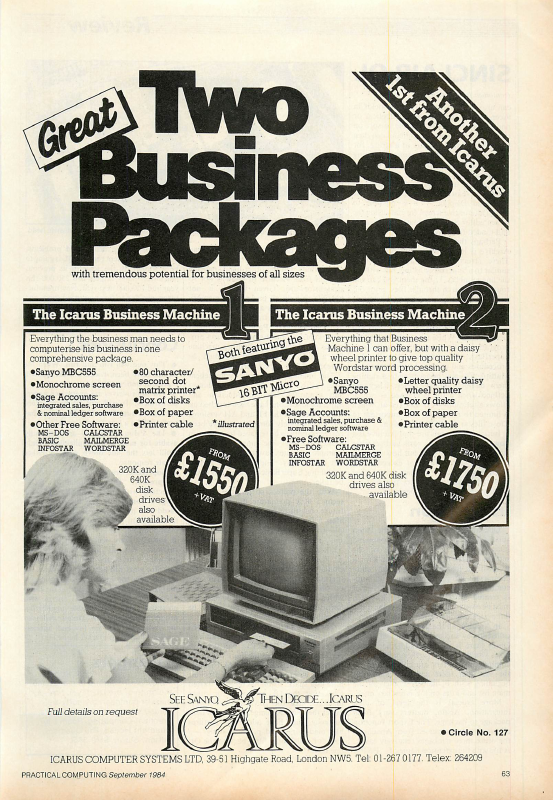 Great
Two
Business
Packages
Another
1st from Icarus
with tremendous potential for businesses of all sizes
The Icarus Business Machine 1
Everything the business man needs to
computerise his business in one
comprehensive package.
●Sanyo MBC555
●Monochrome screen
●Sage Accounts:
integrated sales, purchase
& nominal ledger software
●Other Free Software:
MS-DOS CALCSTAR
BASIC MAILMERGE
INFOSTAR WORDSTAR
●80 character/
second dot
matrix printer*
●Box of disks
●Box of paper
●Printer cable
*illustrated
320K and
640K
disk
drives
also
available
FROM
£1550
+ VAT
Both featuring the
SANYO
16 BIT Micro
The Icarus Business Machine 2
Everything that Business
Machine 1 can offer, but with a daisy
wheel printer to give top quality
Wordstar word processing.
●Sanyo
MBC555
●Monochrome screen
●Sage Accounts:
integrated sales, purchase &
nominal ledger software
●Free Software:
MS-DOS CALCSTAR
BASIC MAILMERGE
INFOSTAR WORDSTAR
●Letter quality daisy
wheel printer
●Box of disks
●Box of paper
●Printer cable
320K and 640K disk
drives also
available
FROM
£1750
+ VAT
SAGE
Full details on request
SEE SANYO, THEN DECIDE...ICARUS
ICARUS
● Circle No. 127
ICARUS COMPUTER SYSTEMS LTD, 39-51 Highgate Road, London NW5. Tel: 01-267 0177. Telex: 264209
PRACTICAL COMPUTING September 1984
63